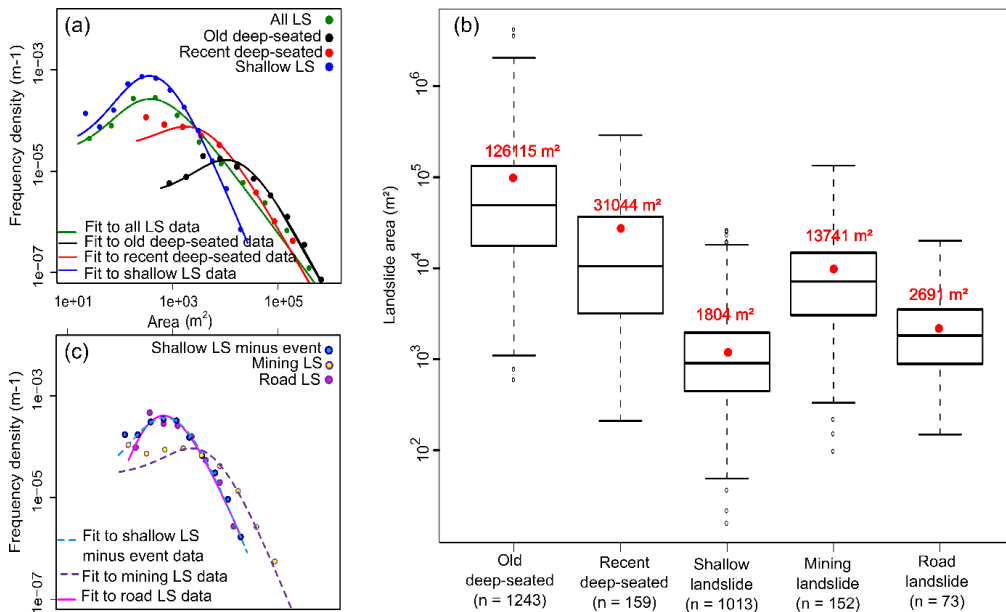 (a)
All LS
Old deep-seated
Recent deep-seated
Shallow LS
Frequency density (m-1)
1e-03
1e-05
1e-07
Fit to all LS data
Fit to old deep-seated data
Fit to recent deep-seated data
Fit to shallow LS data
1e+01 1e+03 1e+05
Area (m²)
(c)
Shallow LS minus event
Mining LS
Road LS
Frequency density (m-1)
1e-03
1e-05
1e-07
Fit to shallow LS
minus event data
Fit to mining LS data
Fit to road LS data
(b)
Landslide area (m²)
10⁶
10⁵
10⁴
10³
10²
126115 m²
31044 m²
1804 m²
13741 m²
2691 m²
Old
deep-seated
(n = 1243)
Recent
deep-seated
(n = 159)
Shallow
landslide
(n = 1013)
Mining
landslide
(n = 152)
Road
landslide
(n = 73)